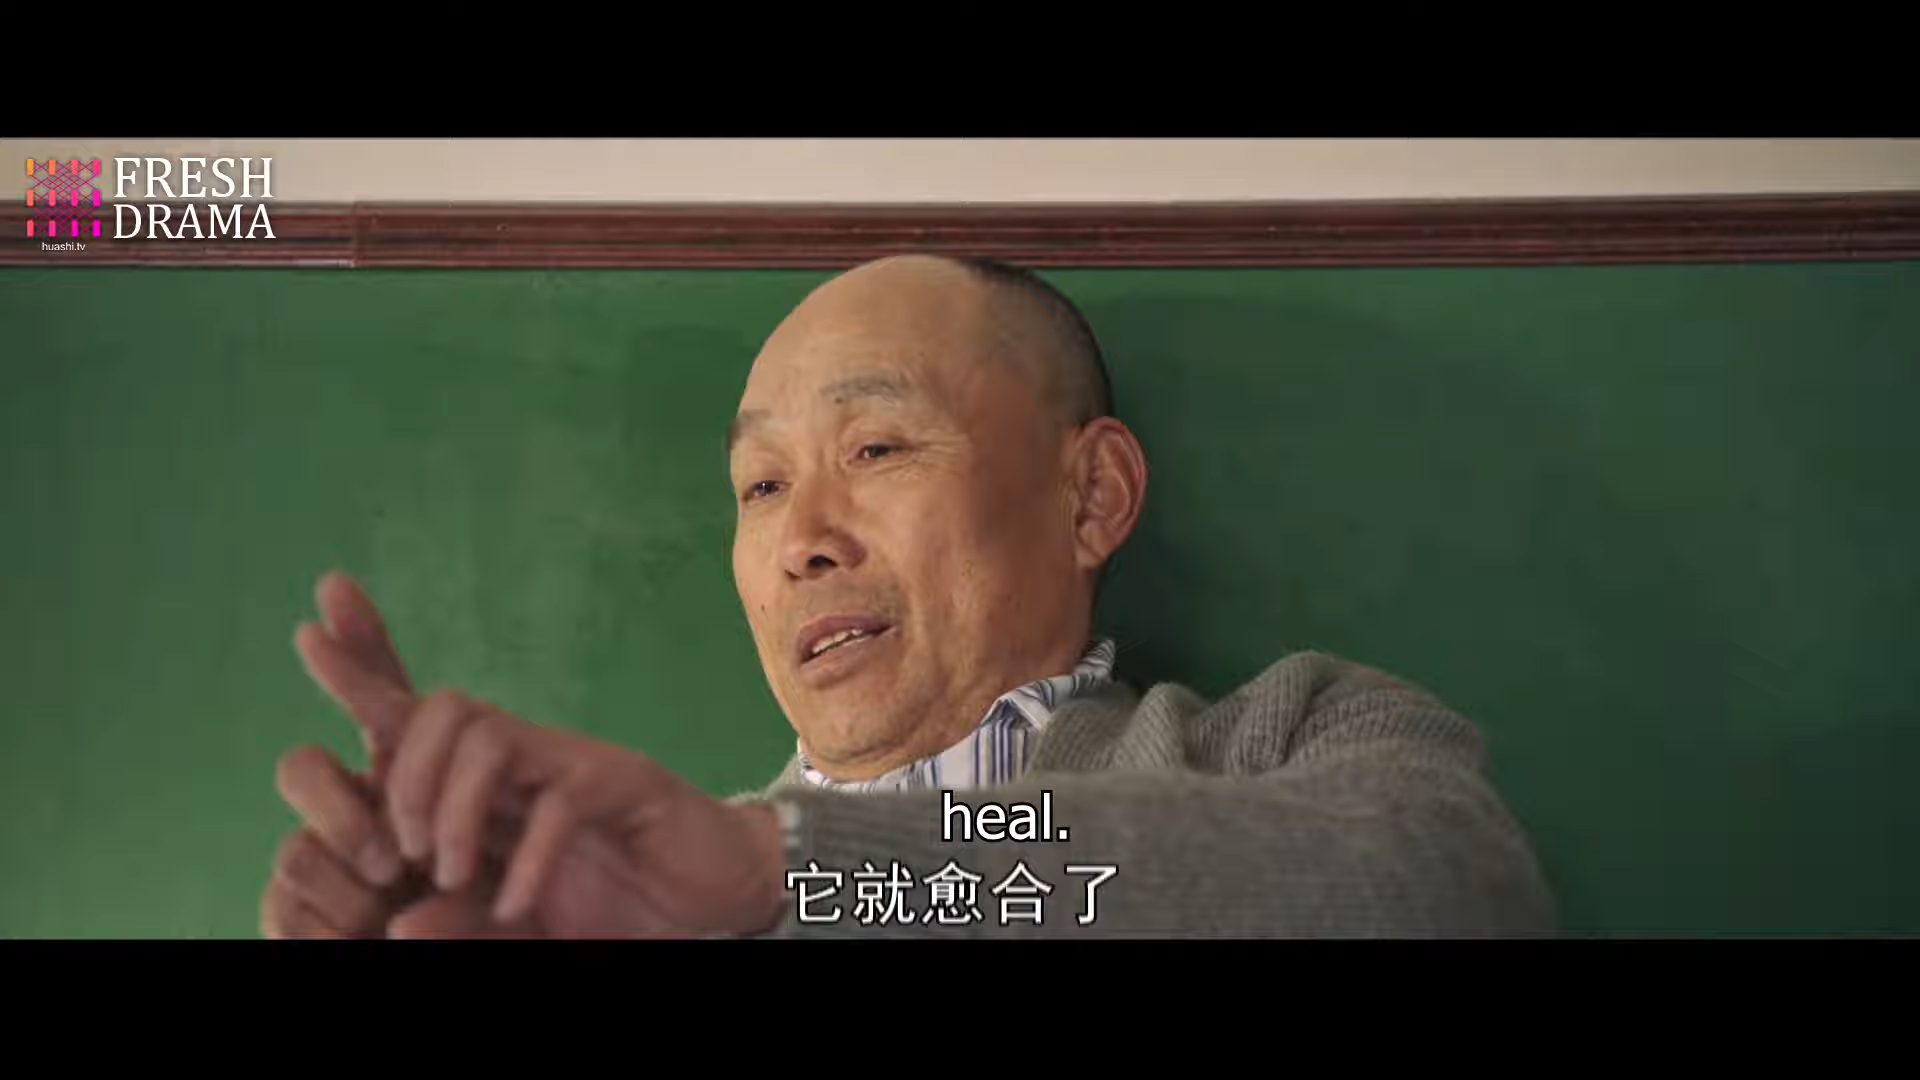 FRESH
DRAMA
huashi.tv
heal.
它就愈合了